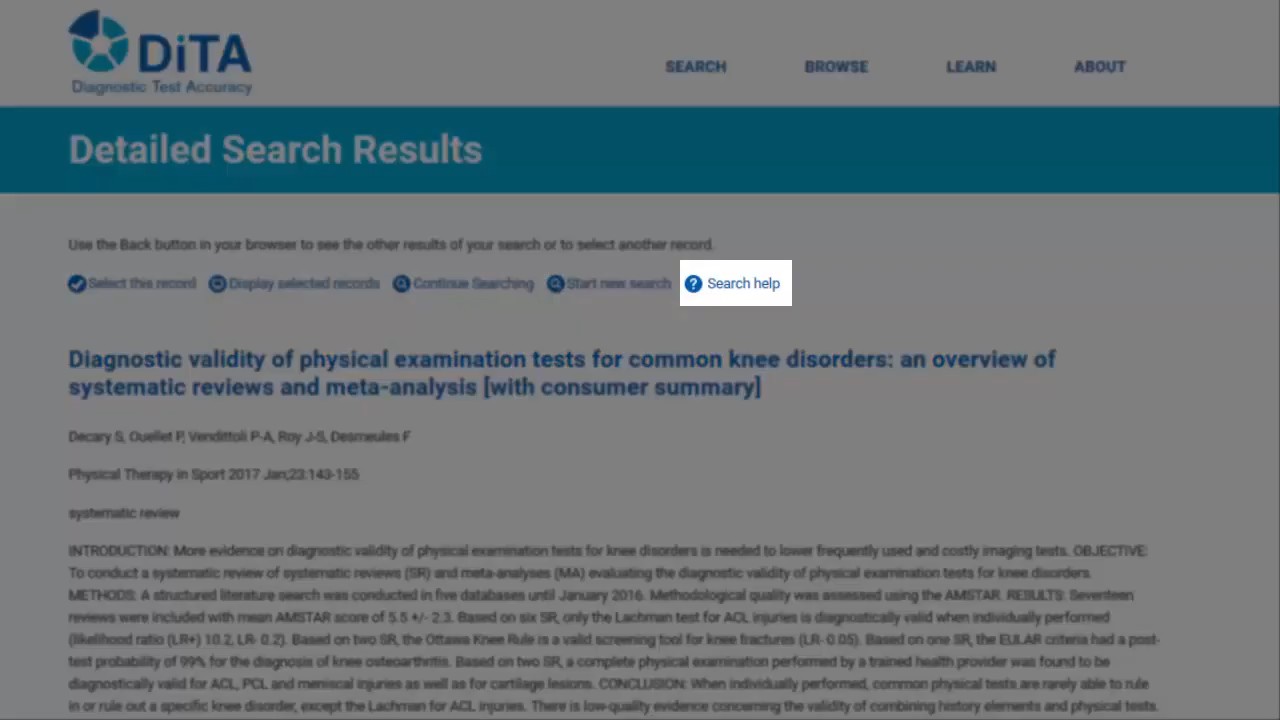 DiTA
Diagnostic Test Accuracy
SEARCH BROWSE LEARN ABOUT
Detailed Search Results
Use the Back button in your browser to see the other results of your search or to select another record.
Select this record Display selected records Continue Searching Start new search ? Search help
Diagnostic validity of physical examination tests for common knee disorders: an overview of
systematic reviews and meta-analysis [with consumer summary]
Decary S, Ouellet P, Vendittoli P-A, Roy J-S, Desmeules F
Physical Therapy in Sport 2017 Jan;23:143-155
systematic review
INTRODUCTION: More evidence on diagnostic validity of physical examination tests for knee disorders is needed to lower frequently used and costly imaging tests. OBJECTIVE:
To conduct a systematic review of systematic reviews (SR) and meta-analyses (MA) evaluating the diagnostic validity of physical examination tests for knee disorders.
METHODS: A structured literature search was conducted in five databases until January 2016. Methodological quality was assessed using the AMSTAR. RESULTS: Seventeen
reviews were included with mean AMSTAR score of 5.5 +/- 2.3. Based on six SR, only the Lachman test for ACL injuries is diagnostically valid when individually performed
(likelihood ratio (LR+) 10.2, LR- 0.2). Based on two SR, the Ottawa Knee Rule is a valid screening tool for knee fractures (LR- 0.05). Based on one SR, the EULAR criteria had a post-
test probability of 99% for the diagnosis of knee osteoarthritis. Based on two SR, a complete physical examination performed by a trained health provider was found to be
diagnostically valid for ACL, PCL and meniscal injuries as well as for cartilage lesions. CONCLUSION: When individually performed, common physical tests are rarely able to rule
in or rule out a specific knee disorder, except the Lachman for ACL injuries. There is low-quality evidence concerning the validity of combining history elements and physical tests.